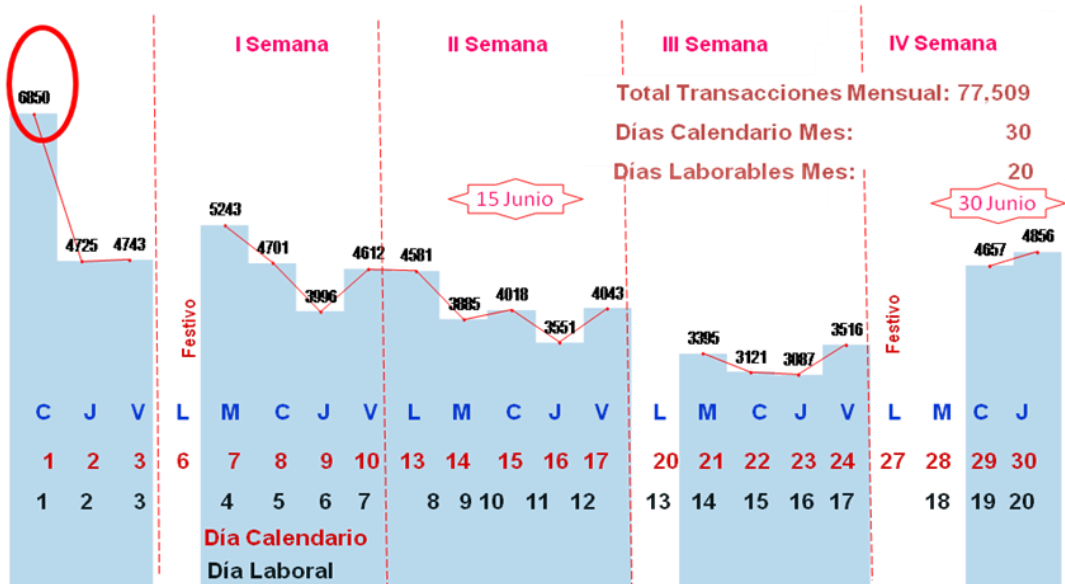 I Semana
II Semana
III Semana
IV Semana
Total Transacciones Mensual: 77,509
Días Calendario Mes: 30
Días Laborables Mes: 20
15 Junio
30 Junio
6850
4725
4743
5243
4701
3996
4612
4581
3885
4018
3551
4043
3395
3121
3087
3516
4657
4856
Festivo
Festivo
C J V L M C J V L M C J V L M C J V L M C J
1 2 3 6 7 8 9 10 13 14 15 16 17 20 21 22 23 24 27 28 29 30
1 2 3 4 5 6 7 8 9 10 11 12 13 14 15 16 17 18 19 20
Día Calendario
Día Laboral